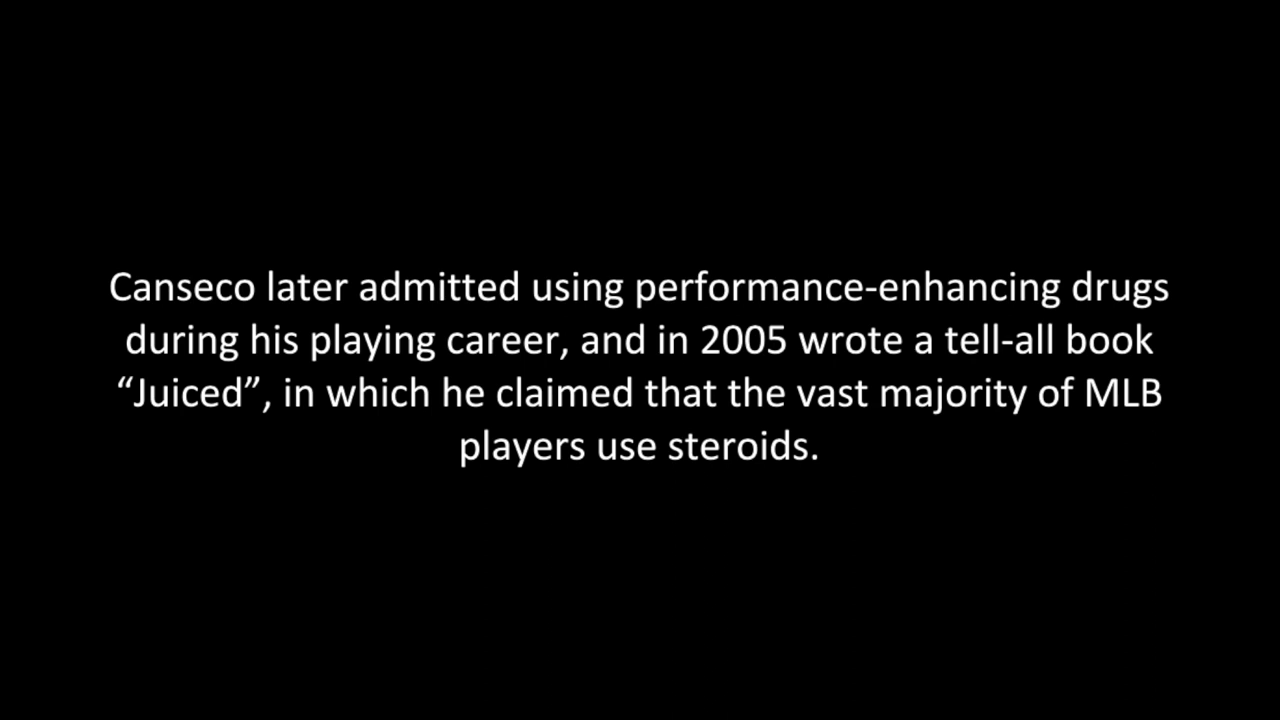 Canseco later admitted using performance-enhancing drugs
during his playing career, and in 2005 wrote a tell-all book
“Juiced”, in which he claimed that the vast majority of MLB
players use steroids.